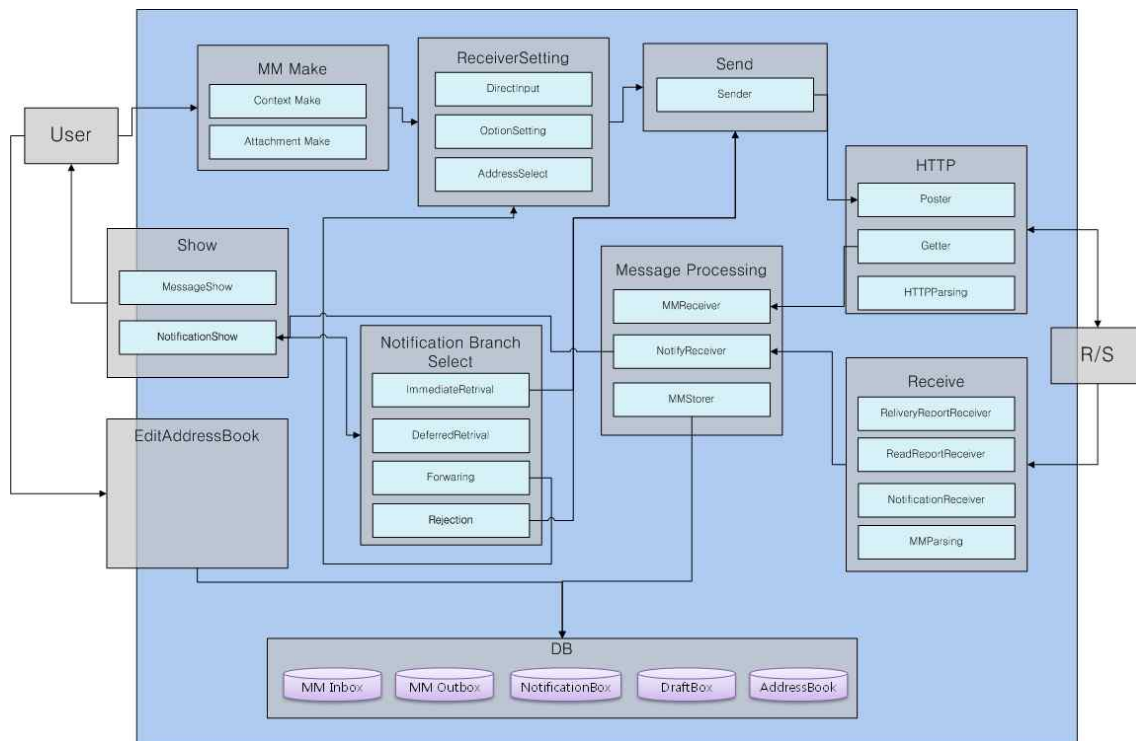 User
MM Make
Context Make
Attachment Make
ReceiverSetting
DirectInput
OptionSetting
AddressSelect
Send
Sender
HTTP
Poster
Getter
HTTPParsing
Show
MessageShow
NotificationShow
Message Processing
MMReceiver
NotifyReceiver
MMStorer
Notification Branch
Select
ImmediateRetrival
DeferredRetrival
Forwaring
Rejection
R/S
Receive
ReliveryReportReceiver
ReadReportReceiver
NotificationReceiver
MMParsing
EditAddressBook
DB
MM Inbox
MM Outbox
NotificationBox
DraftBox
AddressBook